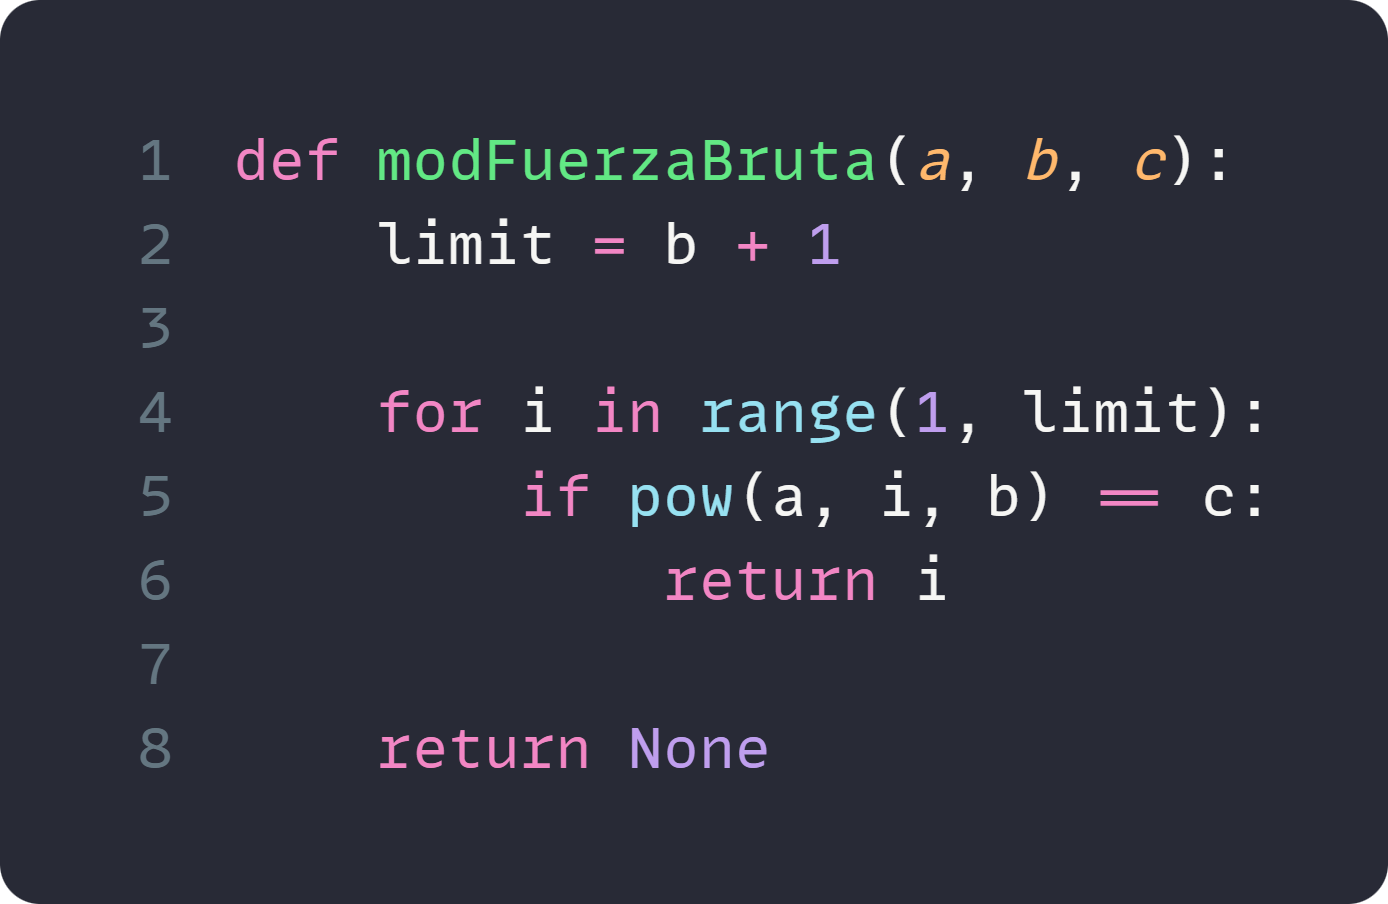 1 def modFuerzaBruta(a, b, c):
2     limit = b + 1
3
4     for i in range(1, limit):
5         if pow(a, i, b) == c:
6             return i
7
8     return None